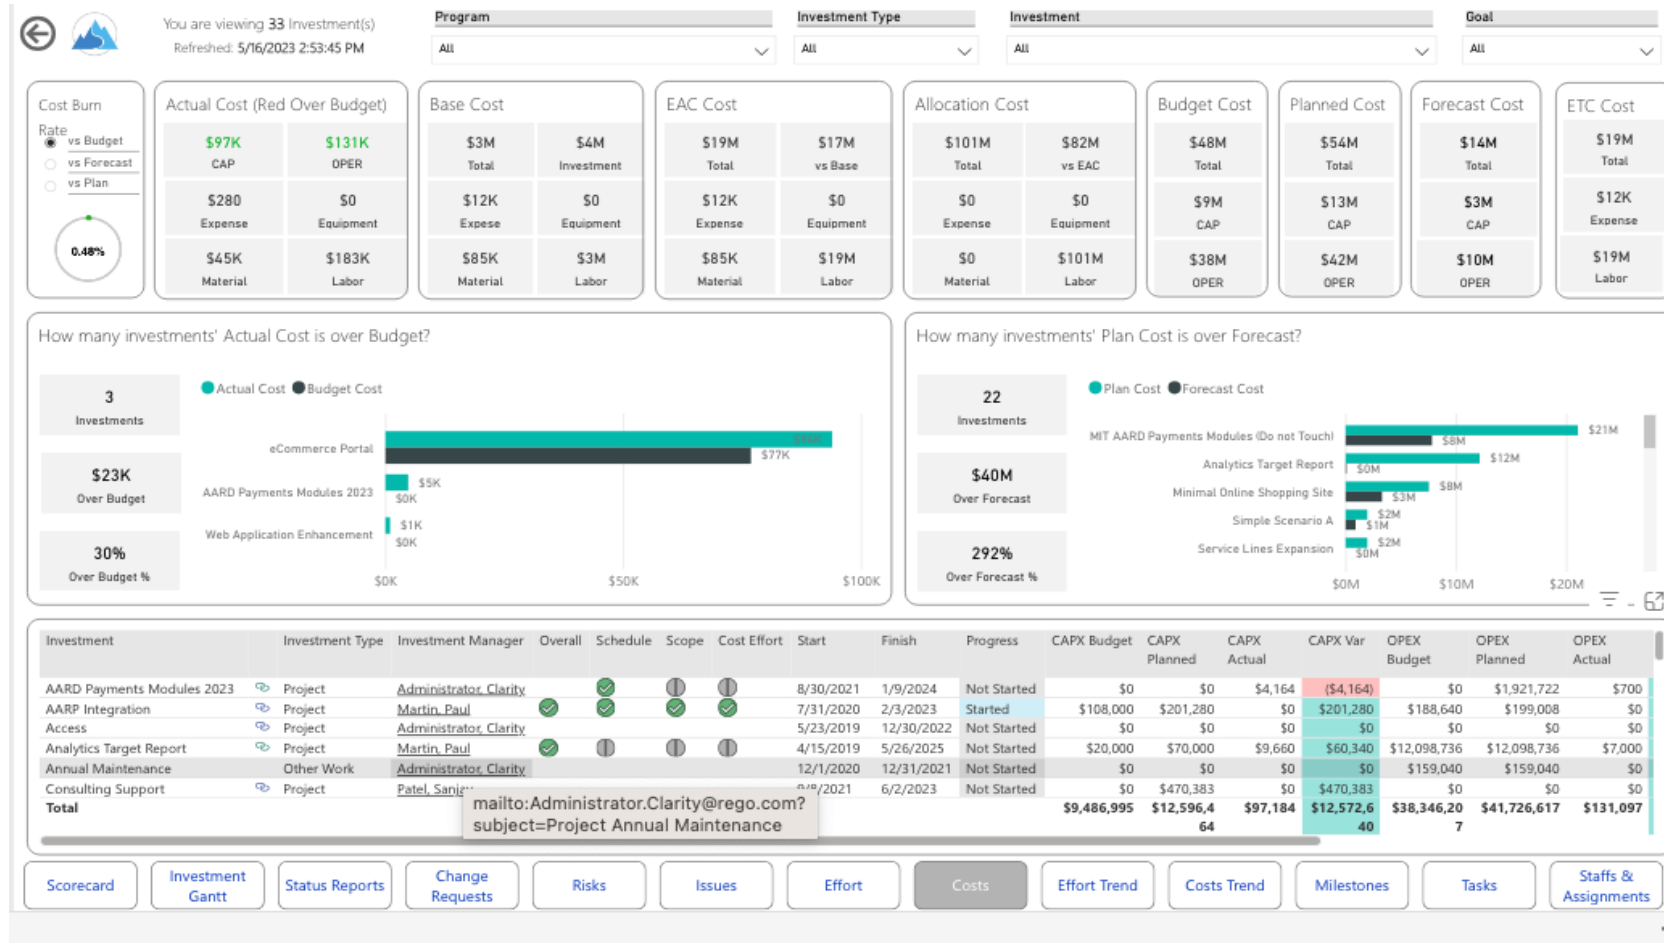 You are viewing 33 Investment(s)
Refreshed: 5/16/2023 2:53:45 PM
Program
All
Investment Type
All
Investment
All
Goal
All
Cost Burn
Rate
vs Budget
vs Forecast
vs Plan
0.48%
Actual Cost (Red Over Budget)
$97K $131K
CAP OPER
$280 $0
Expense Equipment
$45K $183K
Material Labor
Base Cost
$3M $4M
Total Investment
$12K $0
Expese Equipment
$85K $3M
Material Labor
EAC Cost
$19M $17M
Total vs Base
$12K $0
Expense Equipment
$85K $19M
Material Labor
Allocation Cost
$101M $82M
Total vs EAC
$0 $0
Expense Equipment
$0 $101M
Material Labor
Budget Cost
$48M
Total
$9M
CAP
$38M
OPER
Planned Cost
$54M
Total
$13M
CAP
$42M
OPER
Forecast Cost
$14M
Total
$3M
CAP
$10M
OPER
ETC Cost
$19M
Total
$12K
Expense
$19M
Labor
How many investments' Actual Cost is over Budget?
3
Investments
$23K
Over Budget
30%
Over Budget %
Actual Cost Budget Cost
eCommerce Portal
$77K
AARD Payments Modules 2023
$5K
$0K
Web Application Enhancement
$1K
$0K
$0K $50K $100K
How many investments' Plan Cost is over Forecast?
22
Investments
$40M
Over Forecast
292%
Over Forecast %
Plan Cost Forecast Cost
MIT AARD Payments Modules (Do not Touch)
$21M
$8M
Analytics Target Report
$12M
$0M
Minimal Online Shopping Site
$8M
$3M
Simple Scenario A
$2M
$1M
Service Lines Expansion
$2M
$0M
$0M $10M $20M
Investment Investment Type Investment Manager Overall Schedule Scope Cost Effort Start Finish Progress CAPX Budget CAPX Planned CAPX Actual CAPX Var OPEX Budget OPEX Planned OPEX Actual
AARD Payments Modules 2023 Project Administrator, Clarity 8/30/2021 1/9/2024 Not Started $0 $0 $4,164 ($4,164) $0 $1,921,722 $700
AARP Integration Project Martin, Paul 7/31/2020 2/3/2023 Started $108,000 $201,280 $0 $201,280 $188,640 $199,008 $0
Access Project Administrator, Clarity 5/23/2019 12/30/2022 Not Started $0 $0 $0 $0 $0 $0 $0
Analytics Target Report Project Martin, Paul 4/15/2019 5/26/2025 Not Started $20,000 $70,000 $9,660 $60,340 $12,098,736 $12,098,736 $7,000
Annual Maintenance Other Work Administrator, Clarity 12/1/2020 12/31/2021 Not Started $0 $0 $0 $0 $159,040 $159,040 $0
Consulting Support Project Patel, Sanjay 9/8/2021 6/2/2023 Not Started $0 $470,383 $0 $470,383 $0 $0 $0
Total $9,486,995 $12,596,464 $97,184 $12,572,640 $38,346,207 $41,726,617 $131,097
mailto:Administrator.Clarity@rego.com?
subject=Project Annual Maintenance
Scorecard
Investment
Gantt
Status Reports
Change
Requests
Risks
Issues
Effort
Costs
Effort Trend
Costs Trend
Milestones
Tasks
Staffs &
Assignments